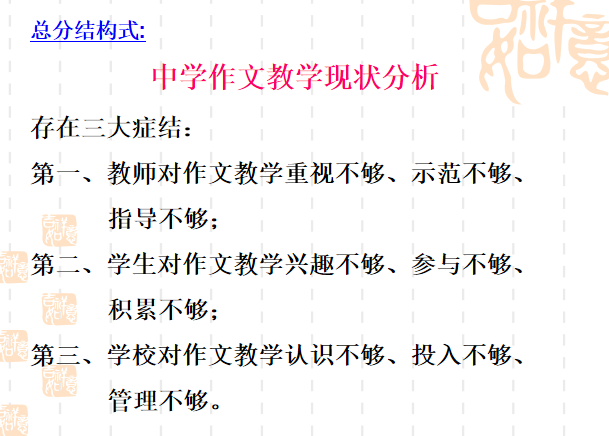 总分结构式:
中学作文教学现状分析
存在三大症结：
第一、教师对作文教学重视不够、示范不够、
指导不够；
第二、学生对作文教学兴趣不够、参与不够、
积累不够；
第三、学校对作文教学认识不够、投入不够、
管理不够。